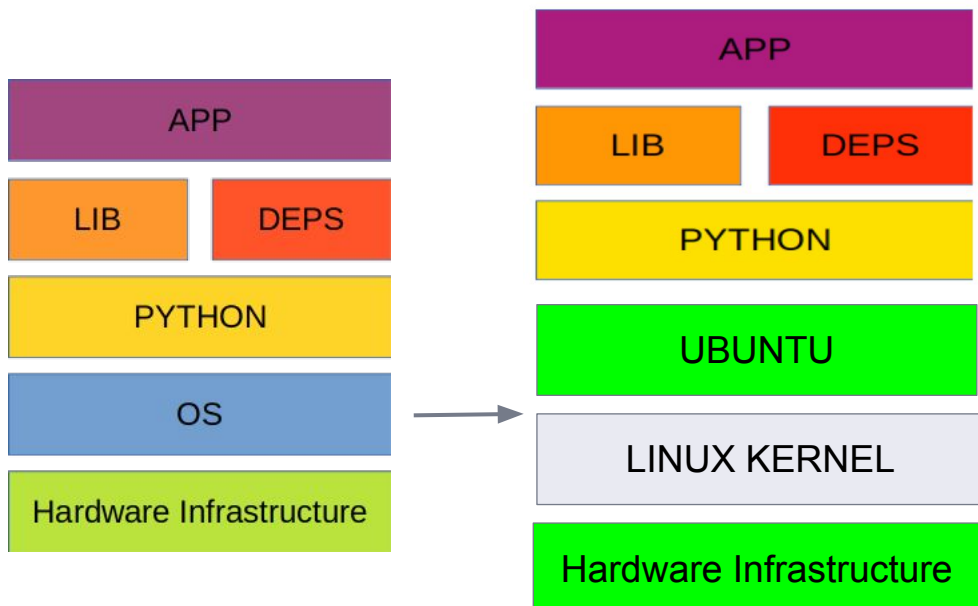 APP
LIB
DEPS
PYTHON
OS
Hardware Infrastructure
APP
LIB
DEPS
PYTHON
UBUNTU
LINUX KERNEL
Hardware Infrastructure